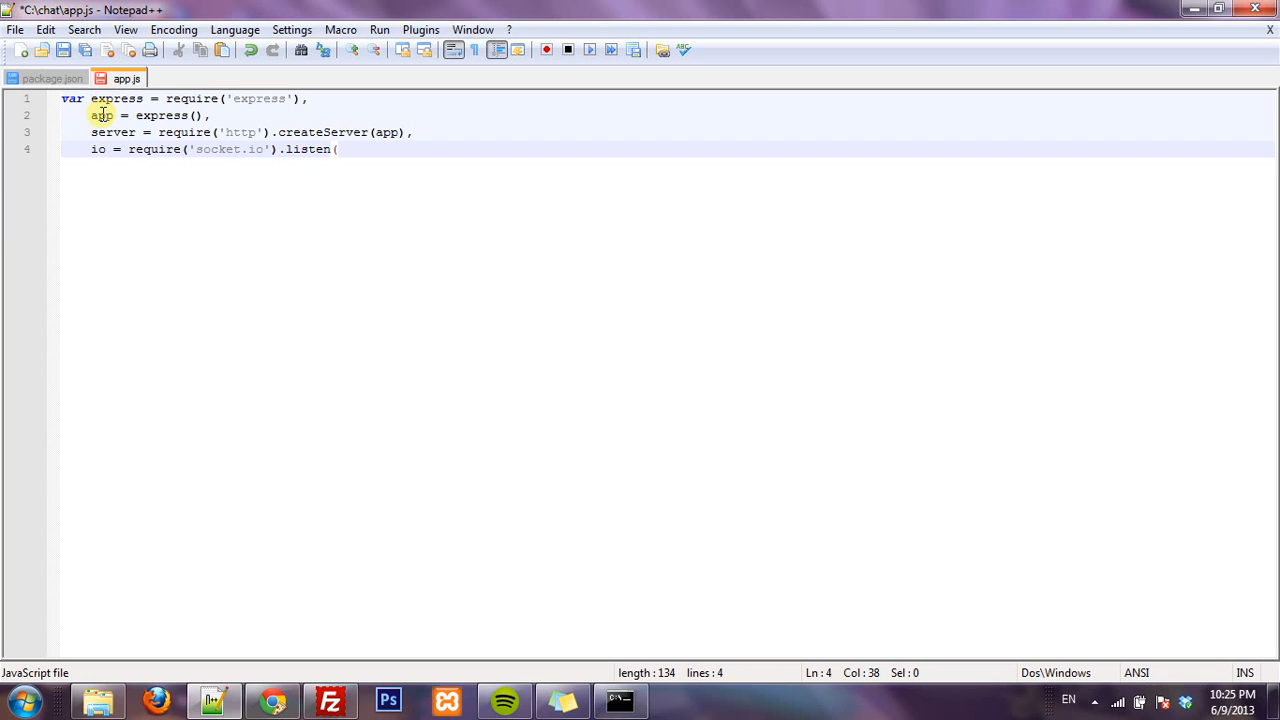 *C:\chat\app.js - Notepad++
File Edit Search View Encoding Language Settings Macro Run Plugins Window ? X
package.json app.js
1 var express = require('express'),
2 app = express(),
3 server = require('http').createServer(app),
4 io = require('socket.io').listen(
JavaScript file length : 134 lines : 4 Ln : 4 Col : 38 Sel : 0 Dos\Windows ANSI INS
N++ Fz Ps C:\_ EN 10:25 PM
6/9/2013